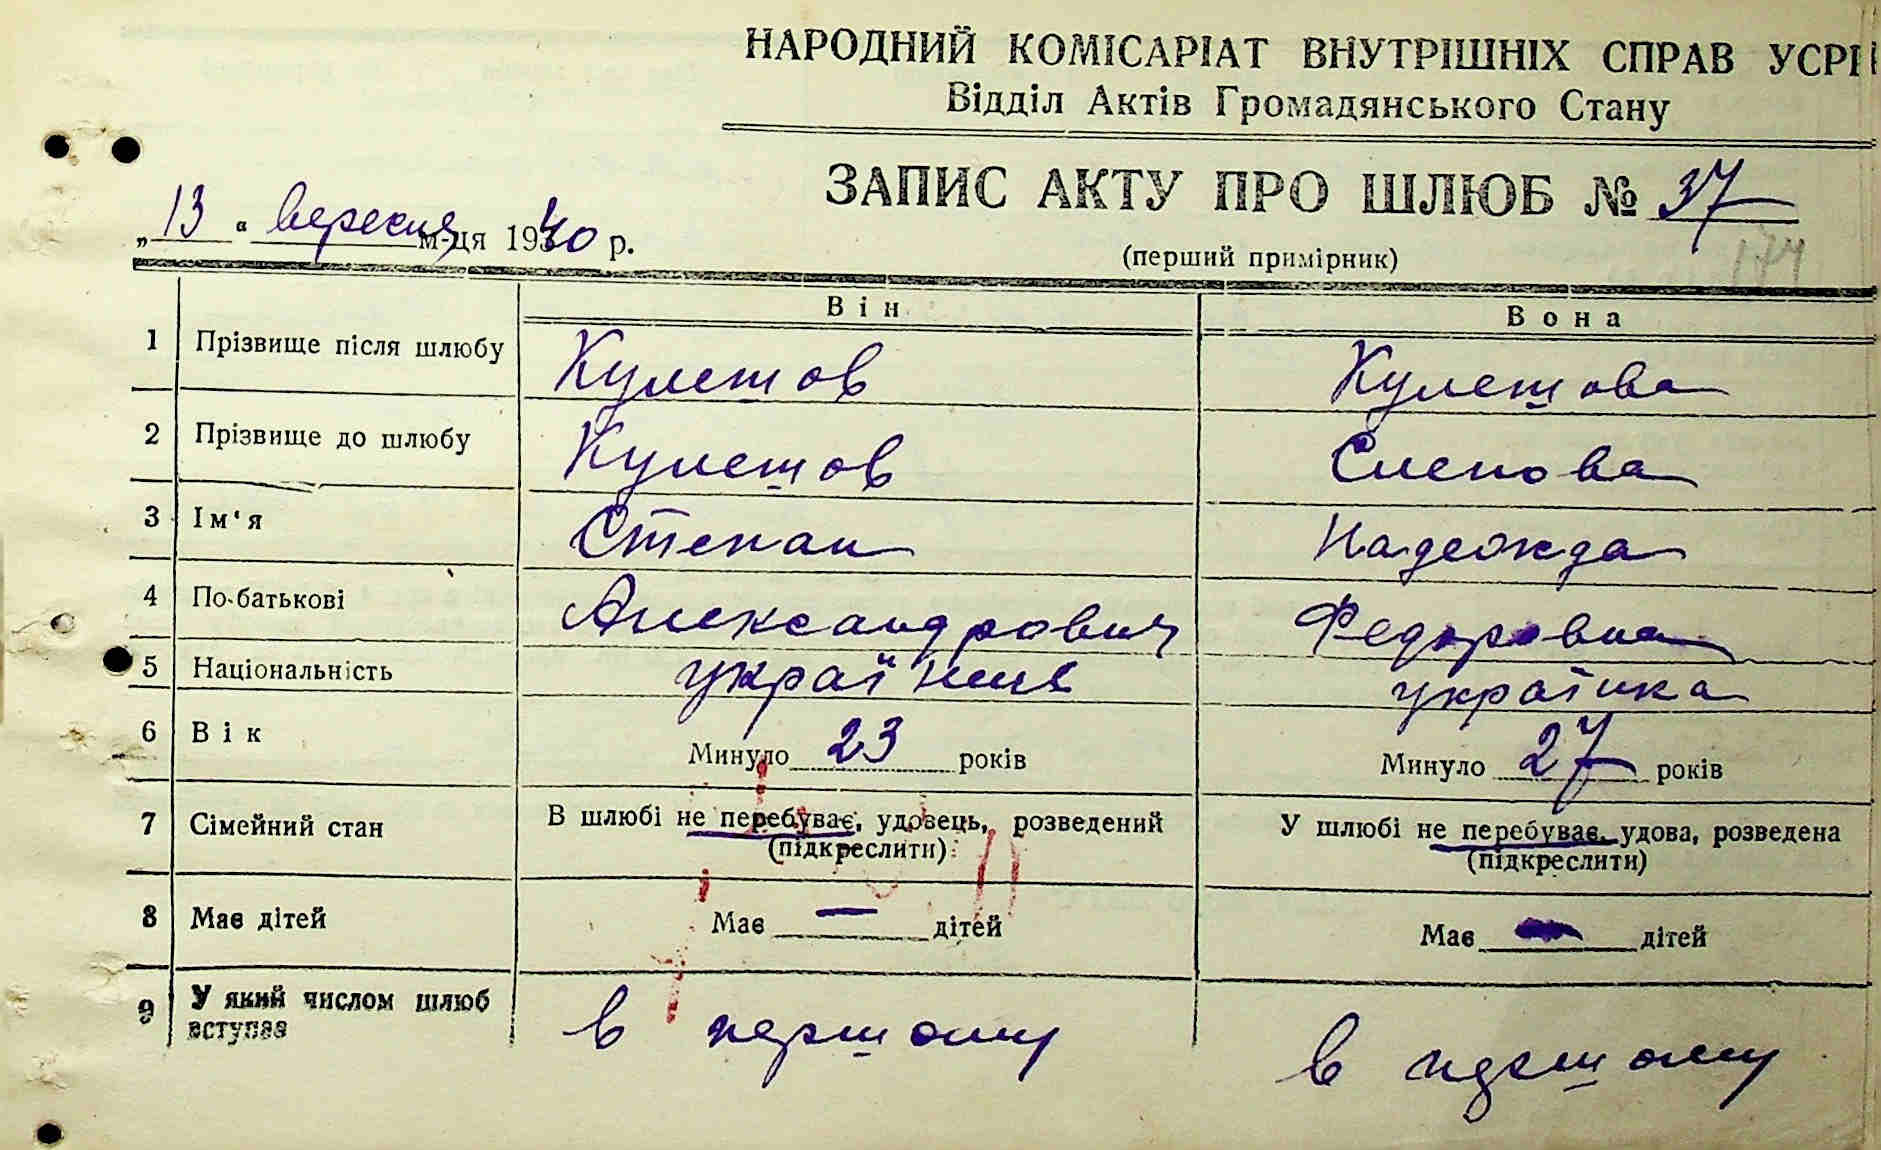 НАРОДНИЙ КОМІСАРІАТ ВНУТРІШНІХ СПРАВ УСРР
Відділ Актів Громадянського Стану
ЗАПИС АКТУ ПРО ШЛЮБ № 37
„13" вересня м-ця 1940 р.
(перший примірник)
174
Він Вона
1 Прізвище після шлюбу Кулешов Кулешова
2 Прізвище до шлюбу Кулешов Слепова
3 Ім'я Степан Надежда
4 По-батькові Александрович Федоровна
5 Національність українець українка
6 Вік Минуло 23 років Минуло 27 років
7 Сімейний стан В шлюбі не перебуває, удовець, розведений У шлюбі не перебуває, удова, розведена
(підкреслити) (підкреслити)
8 Має дітей Має — дітей Має дітей
9 У який числом шлюб вступає в першому в першому